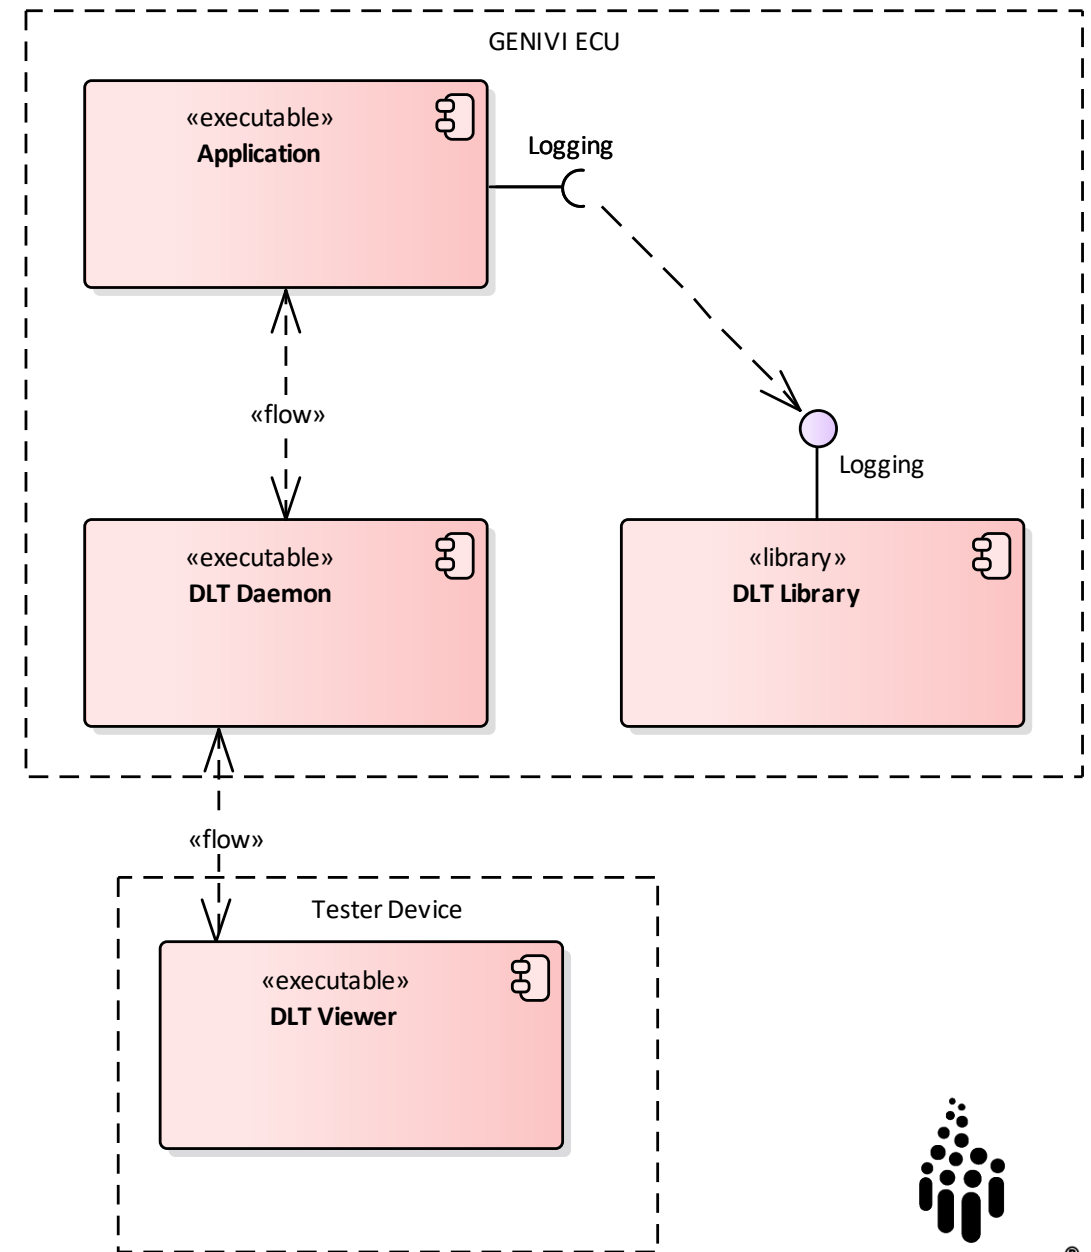 GENIVI ECU
«executable»
Application
Logging
«flow»
Logging
«executable»
DLT Daemon
«library»
DLT Library
«flow»
Tester Device
«executable»
DLT Viewer
®